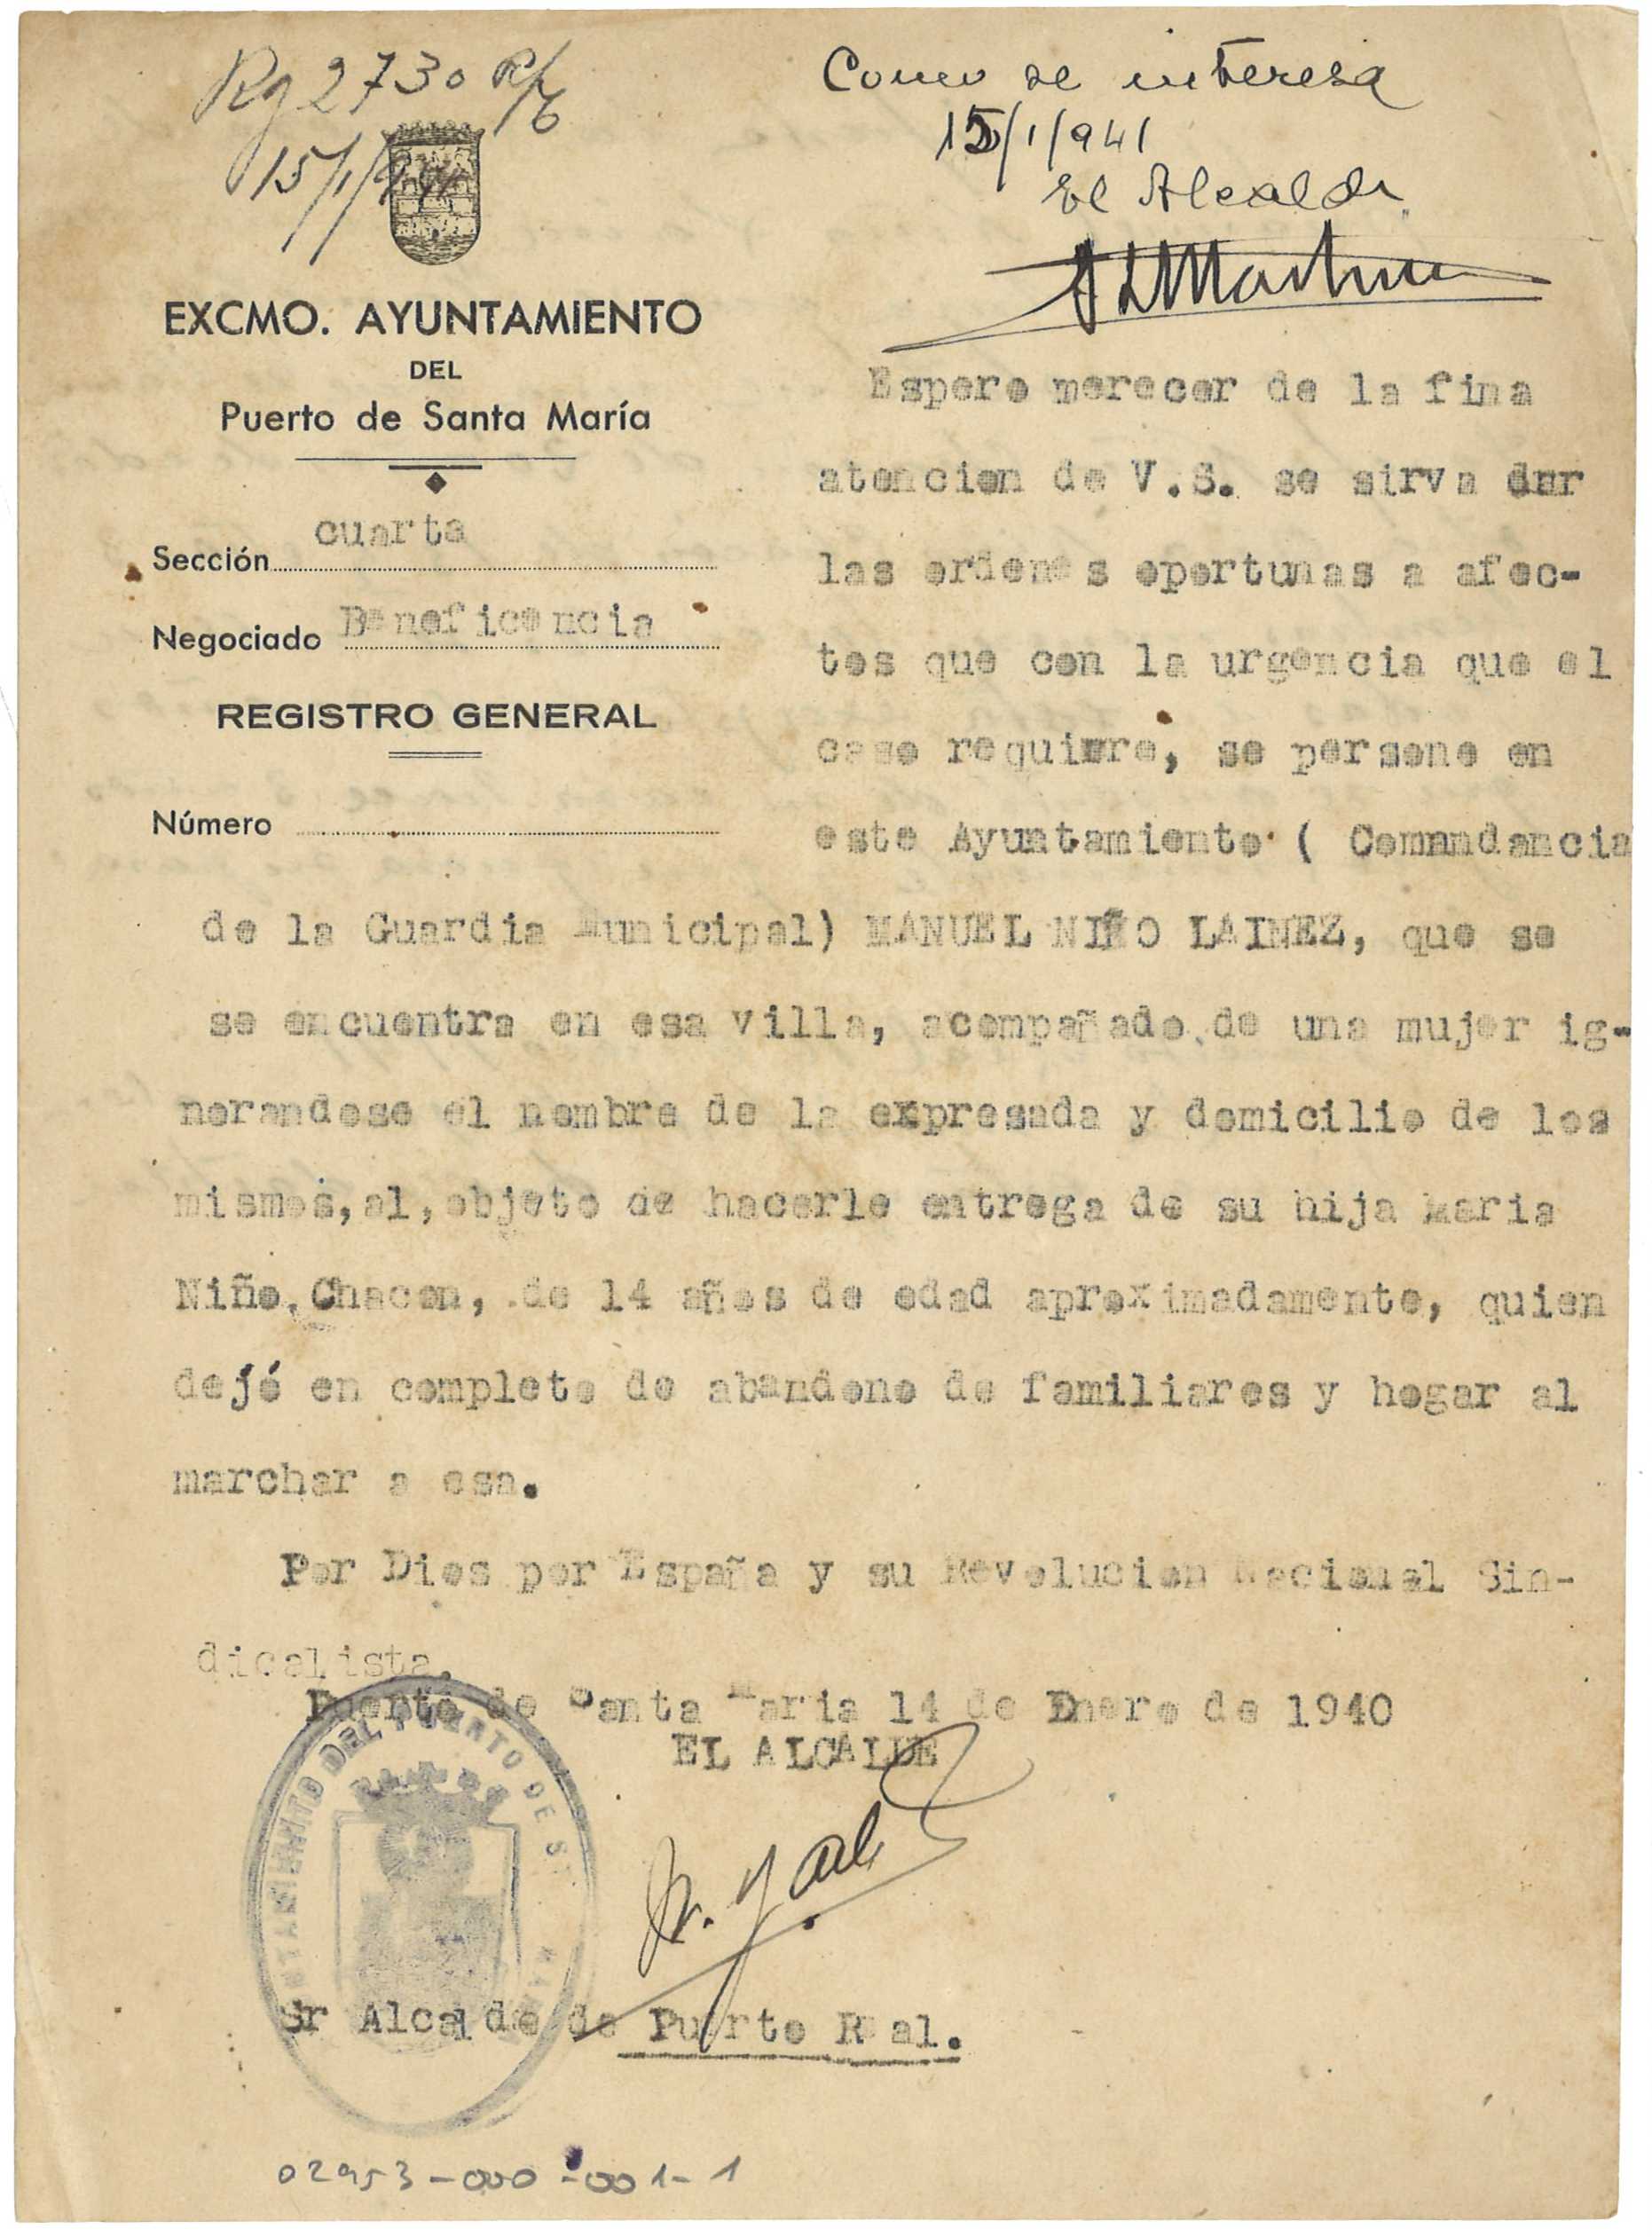 Rg 2730
15/1/941
Como se interesa
15/1/941
El Alcalde
EXCMO. AYUNTAMIENTO
DEL
Puerto de Santa María
Sección cuarta
Negociado Beneficencia
REGISTRO GENERAL
Número
Espero merecer de la fina
atencion de V.S. se sirva dar
las ordenes oportunas a afec-
tos que con la urgencia que el
caso requiere, se persone en
este Ayuntamiento ( Comandancia
de la Guardia Municipal) MANUEL NIÑO LAINEZ, que se
se encuentra en esa villa, acompañado de una mujer ig-
norandose el nombre de la expresada y domicilio de los
mismos, al, objeto de hacerle entrega de su hija Maria
Niño Chacon, de 14 años de edad aproximadamente, quien
dejó en completo de abandono de familiares y hogar al
marchar a esa.
Por Dios por España y su Revolucion Nacional Sin-
dicalista.
Puerto de Santa Maria 14 de Enero de 1940
EL ALCALDE
Sr Alcalde de Puerto Real.
02953-000-001-1